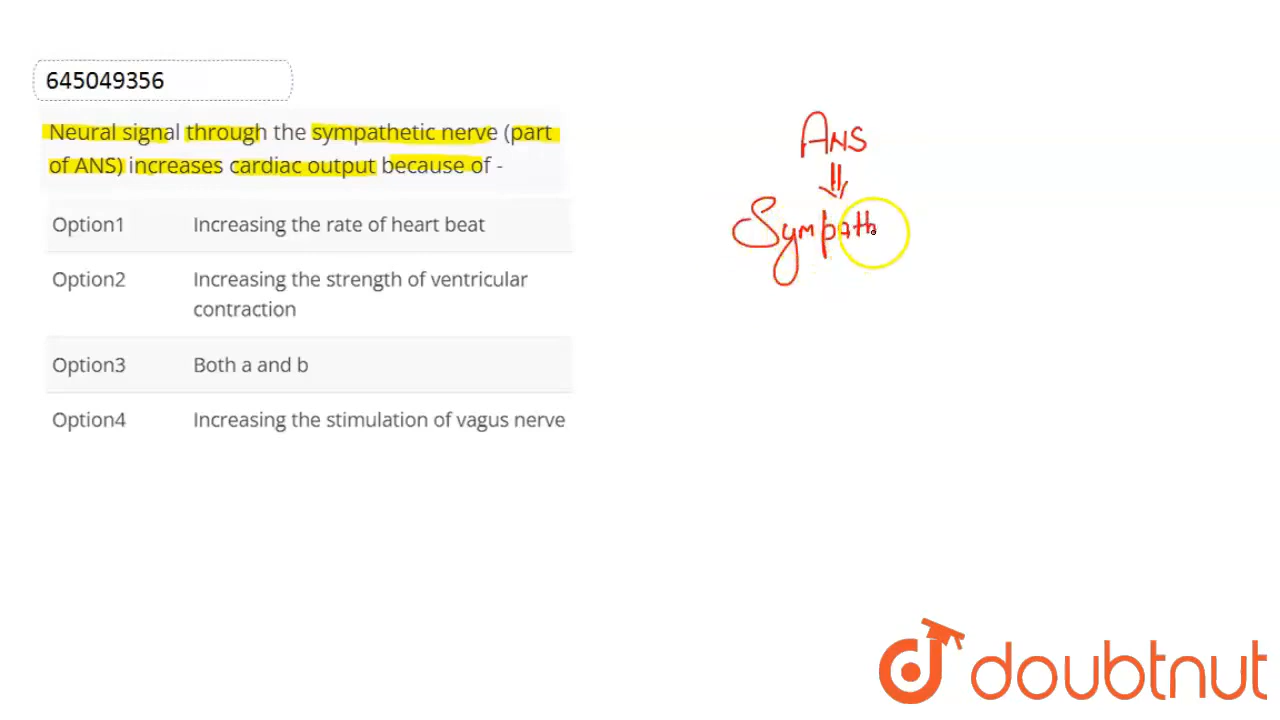 645049356
Neural signal through the sympathetic nerve (part
of ANS) increases cardiac output because of -
Option1 Increasing the rate of heart beat
Option2 Increasing the strength of ventricular
contraction
Option3 Both a and b
Option4 Increasing the stimulation of vagus nerve
ANS
Sympath
doubtnut